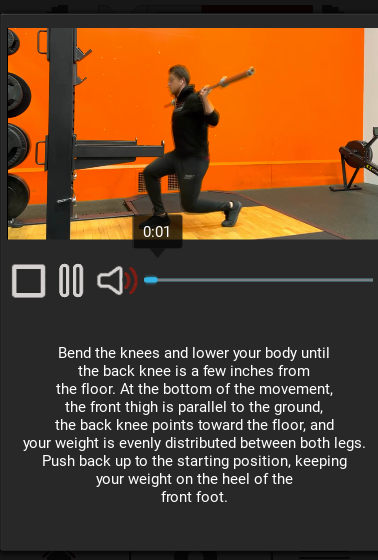 0:01
Bend the knees and lower your body until
the back knee is a few inches from
the floor. At the bottom of the movement,
the front thigh is parallel to the ground,
the back knee points toward the floor, and
your weight is evenly distributed between both legs.
Push back up to the starting position, keeping
your weight on the heel of the
front foot.